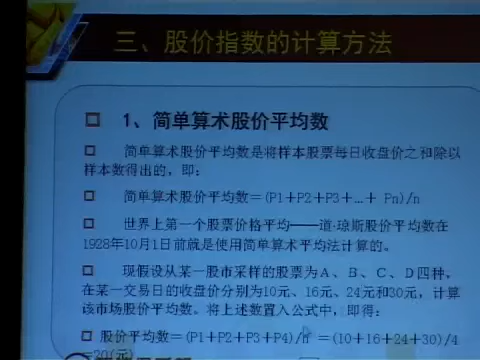 三、股价指数的计算方法
1、简单算术股价平均数
简单算术股价平均数是将样本股票每日收盘价之和除以
样本数得出的，即：
简单算术股价平均数＝(P1＋P2＋P3＋…＋ Pn)/n
世界上第一个股票价格平均──道·琼斯股价平均数在
1928年10月1日前就是使用简单算术平均法计算的。
现假设从某一股市采样的股票为A、B、C、D四种，
在某一交易日的收盘价分别为10元、16元、24元和30元，计算
该市场股价平均数。将上述数置入公式中，即得：
股价平均数＝(P1＋P2＋P3＋P4)/n ＝(10＋16＋24＋30)/4
＝20(元)